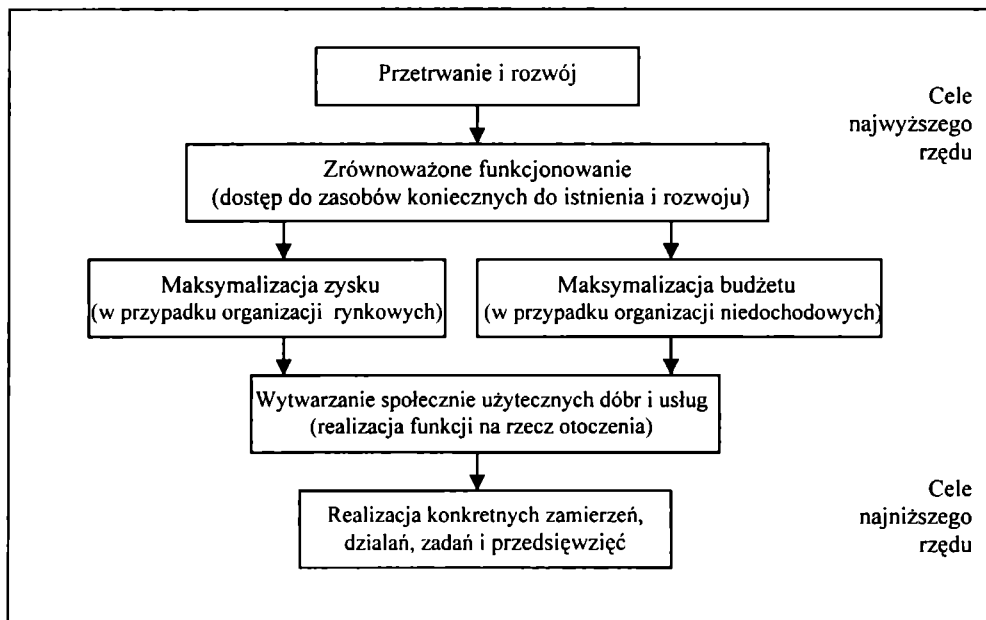 Przetrwanie i rozwój
Cele
najwyższego
rzędu
Zrównoważone funkcjonowanie
(dostęp do zasobów koniecznych do istnienia i rozwoju)
Maksymalizacja zysku
(w przypadku organizacji rynkowych)
Maksymalizacja budżetu
(w przypadku organizacji niedochodowych)
Wytwarzanie społecznie użytecznych dóbr i usług
(realizacja funkcji na rzecz otoczenia)
Realizacja konkretnych zamierzeń,
działań, zadań i przedsięwzięć
Cele
najniższego
rzędu